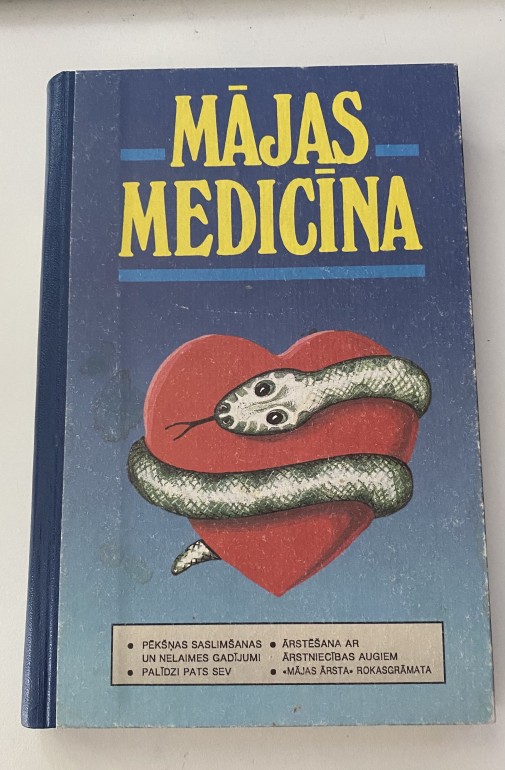 MĀJAS
MEDICĪNA
• PĒKŠŅAS SASLIMŠANAS
UN NELAIMES GADĪJUMI
• PALĪDZI PATS SEV
• ĀRSTĒŠANA AR
ĀRSTNIECĪBAS AUGIEM
• «MĀJAS ĀRSTA» ROKASGRĀMATA